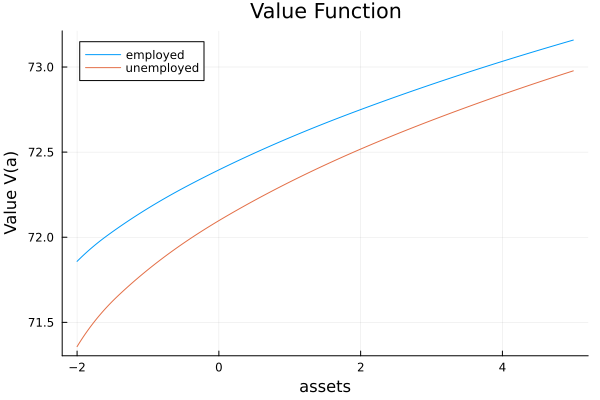 Value Function
employed
unemployed
Value V(a)
73.0
72.5
72.0
71.5
−2
0
2
4
assets